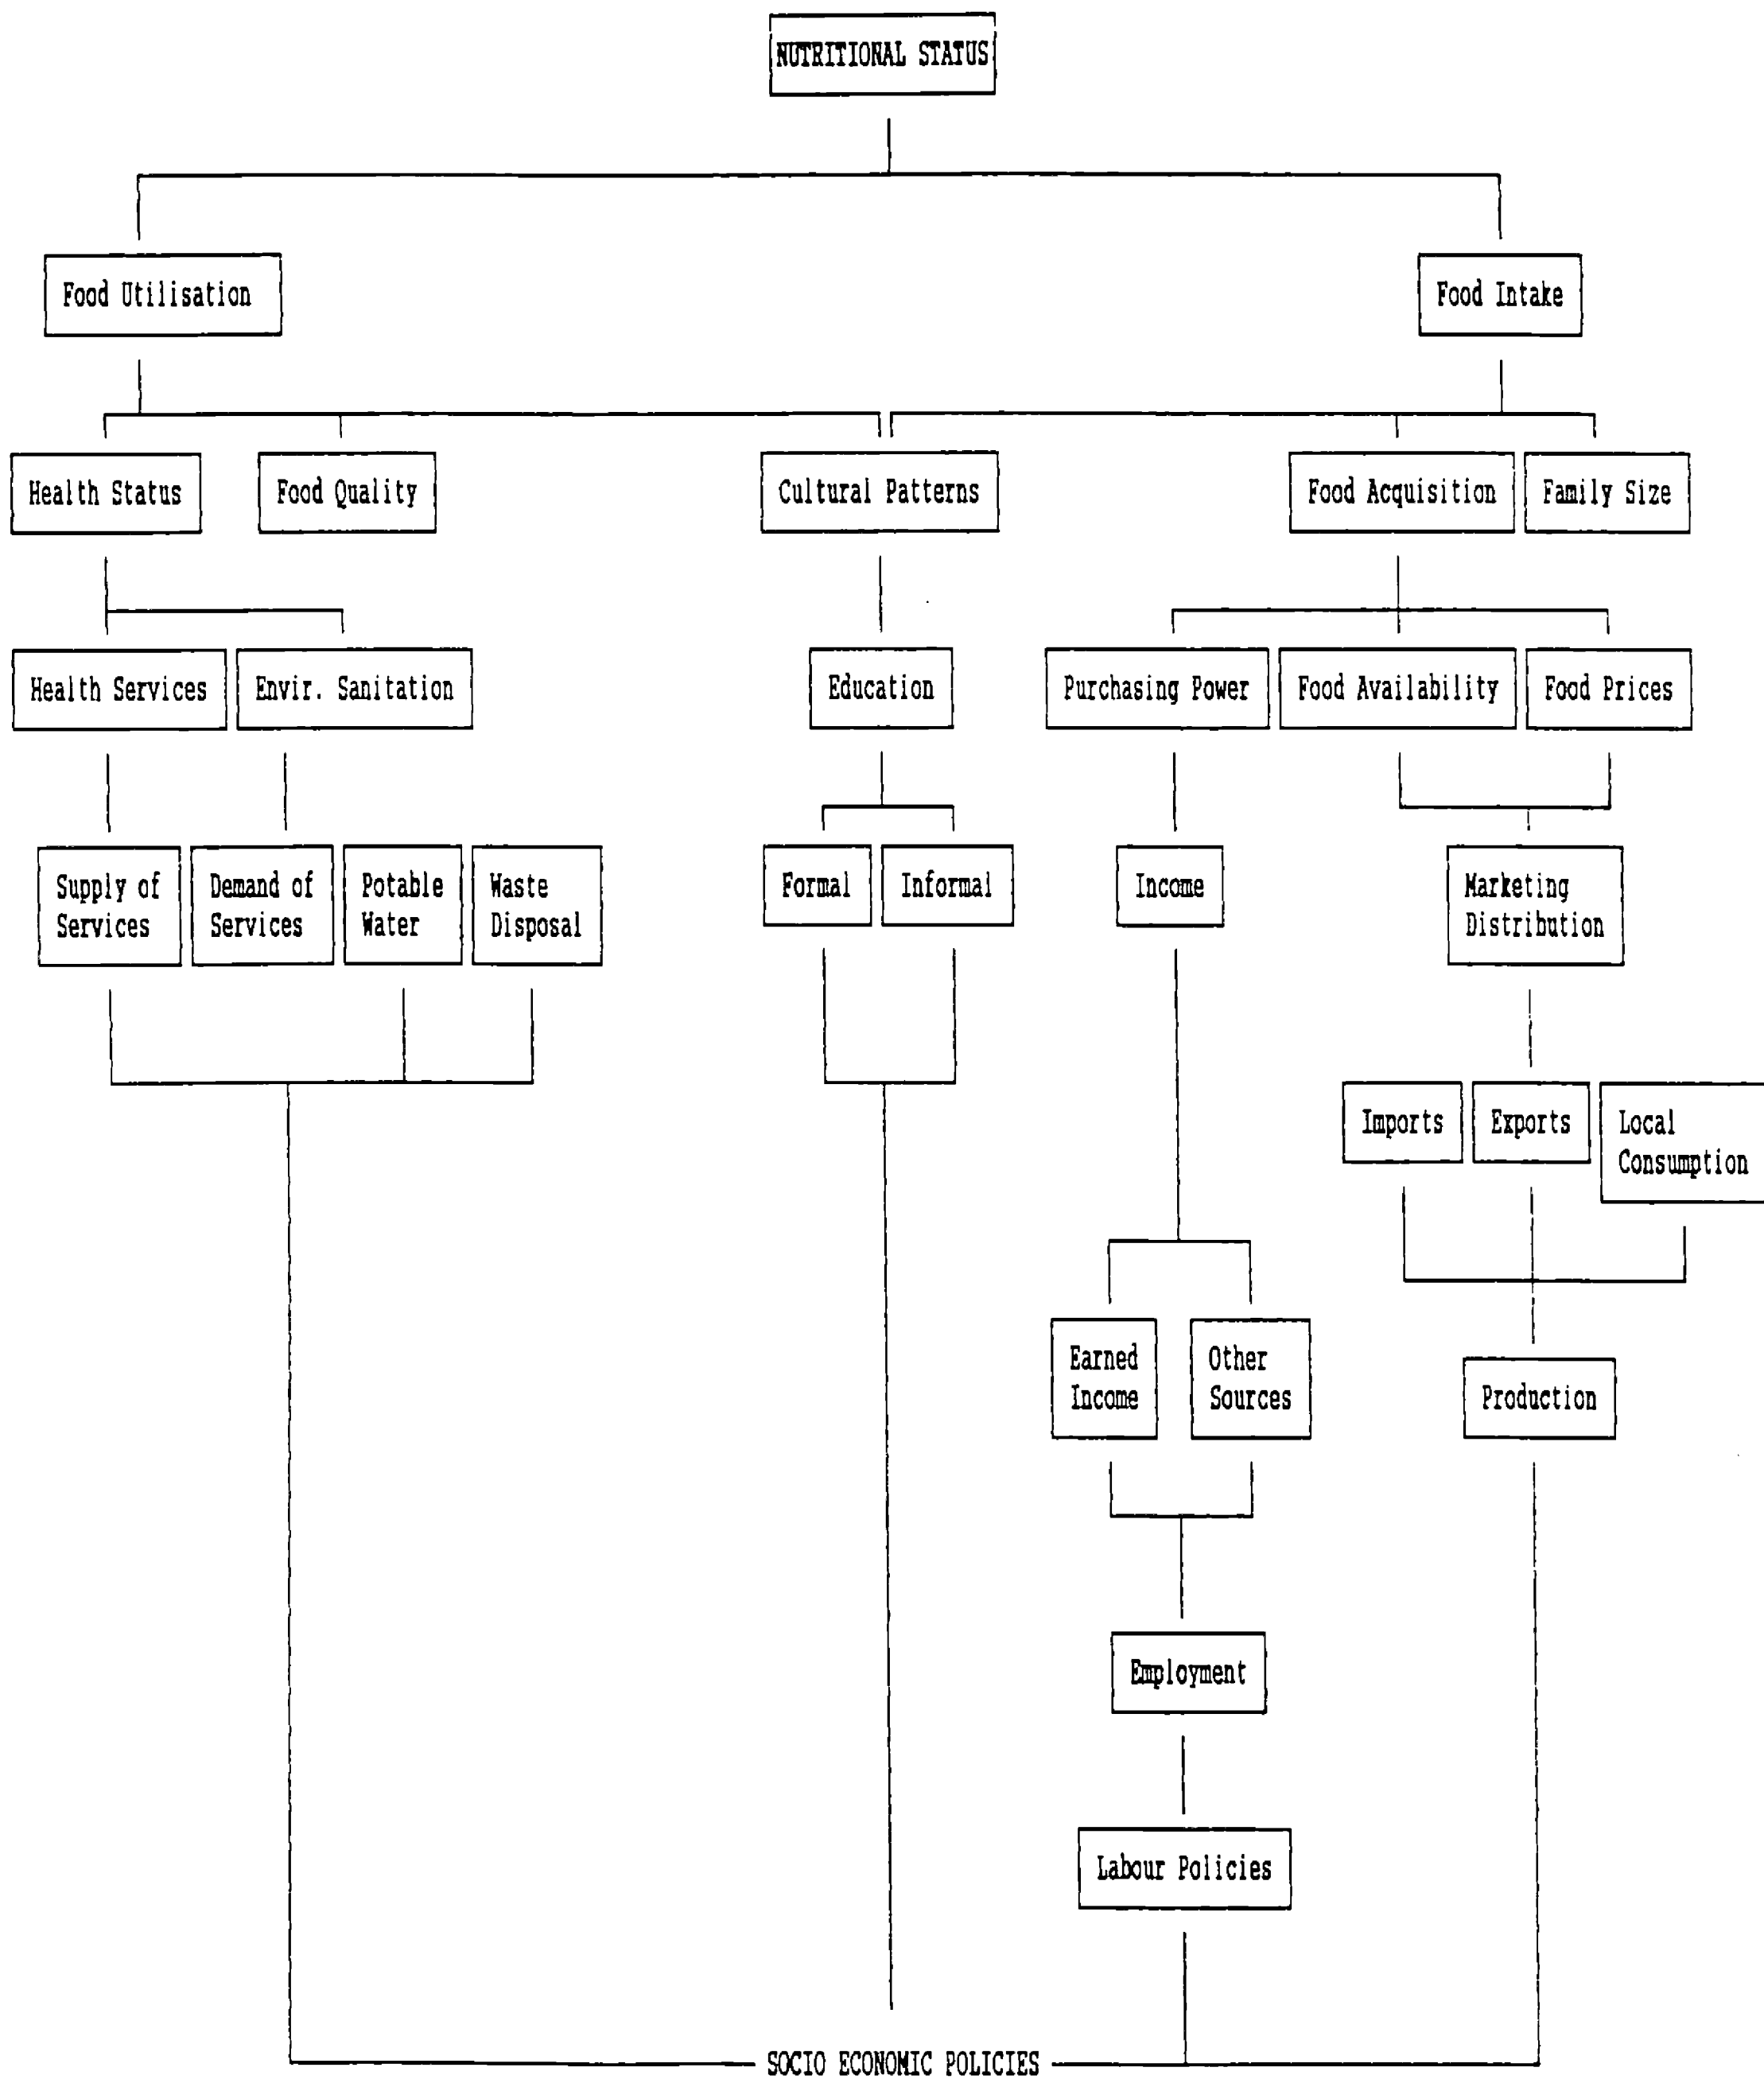 NUTRITIONAL STATUS
Food Utilisation
Food Intake
Health Status
Food Quality
Cultural Patterns
Food Acquisition
Family Size
Health Services
Envir. Sanitation
Education
Purchasing Power
Food Availability
Food Prices
Supply of
Services
Demand of
Services
Potable
Water
Waste
Disposal
Formal
Informal
Income
Marketing
Distribution
Imports
Exports
Local
Consumption
Earned
Income
Other
Sources
Production
Employment
Labour Policies
SOCIO ECONOMIC POLICIES